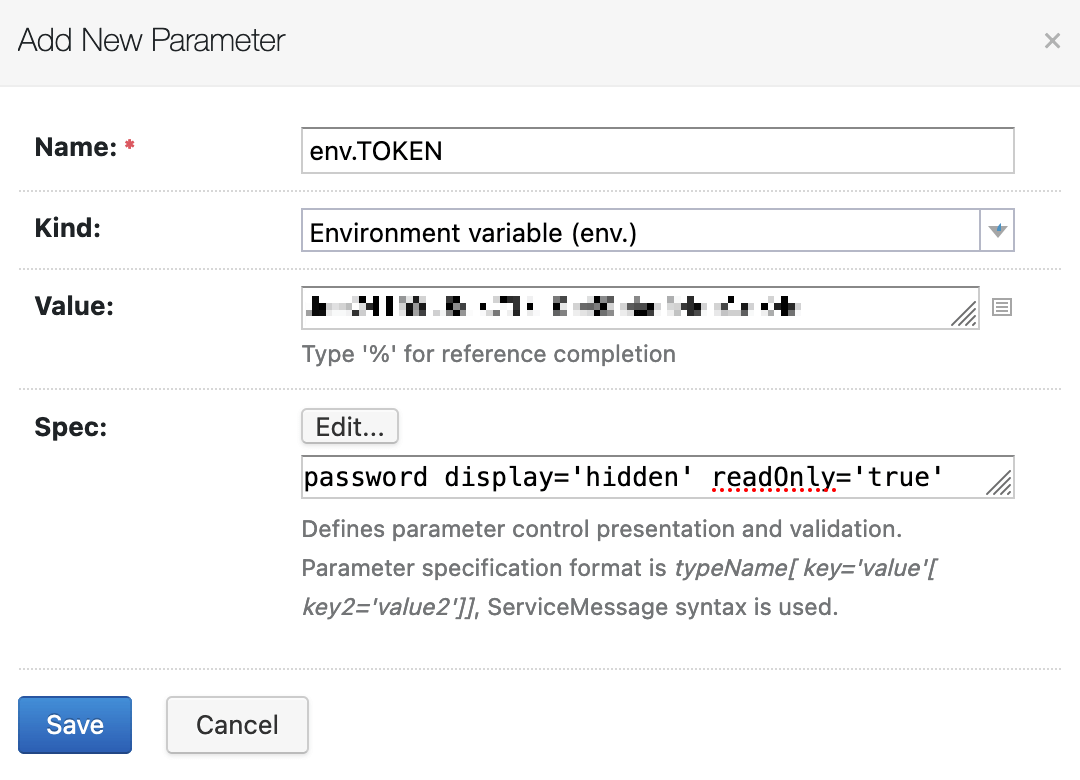 Add New Parameter
×
Name: *
env.TOKEN
Kind:
Environment variable (env.)
Value:
Type '%' for reference completion
Spec:
Edit...
password display='hidden' readOnly='true'
Defines parameter control presentation and validation.
Parameter specification format is typeName[ key='value'[
key2='value2']], ServiceMessage syntax is used.
Save
Cancel